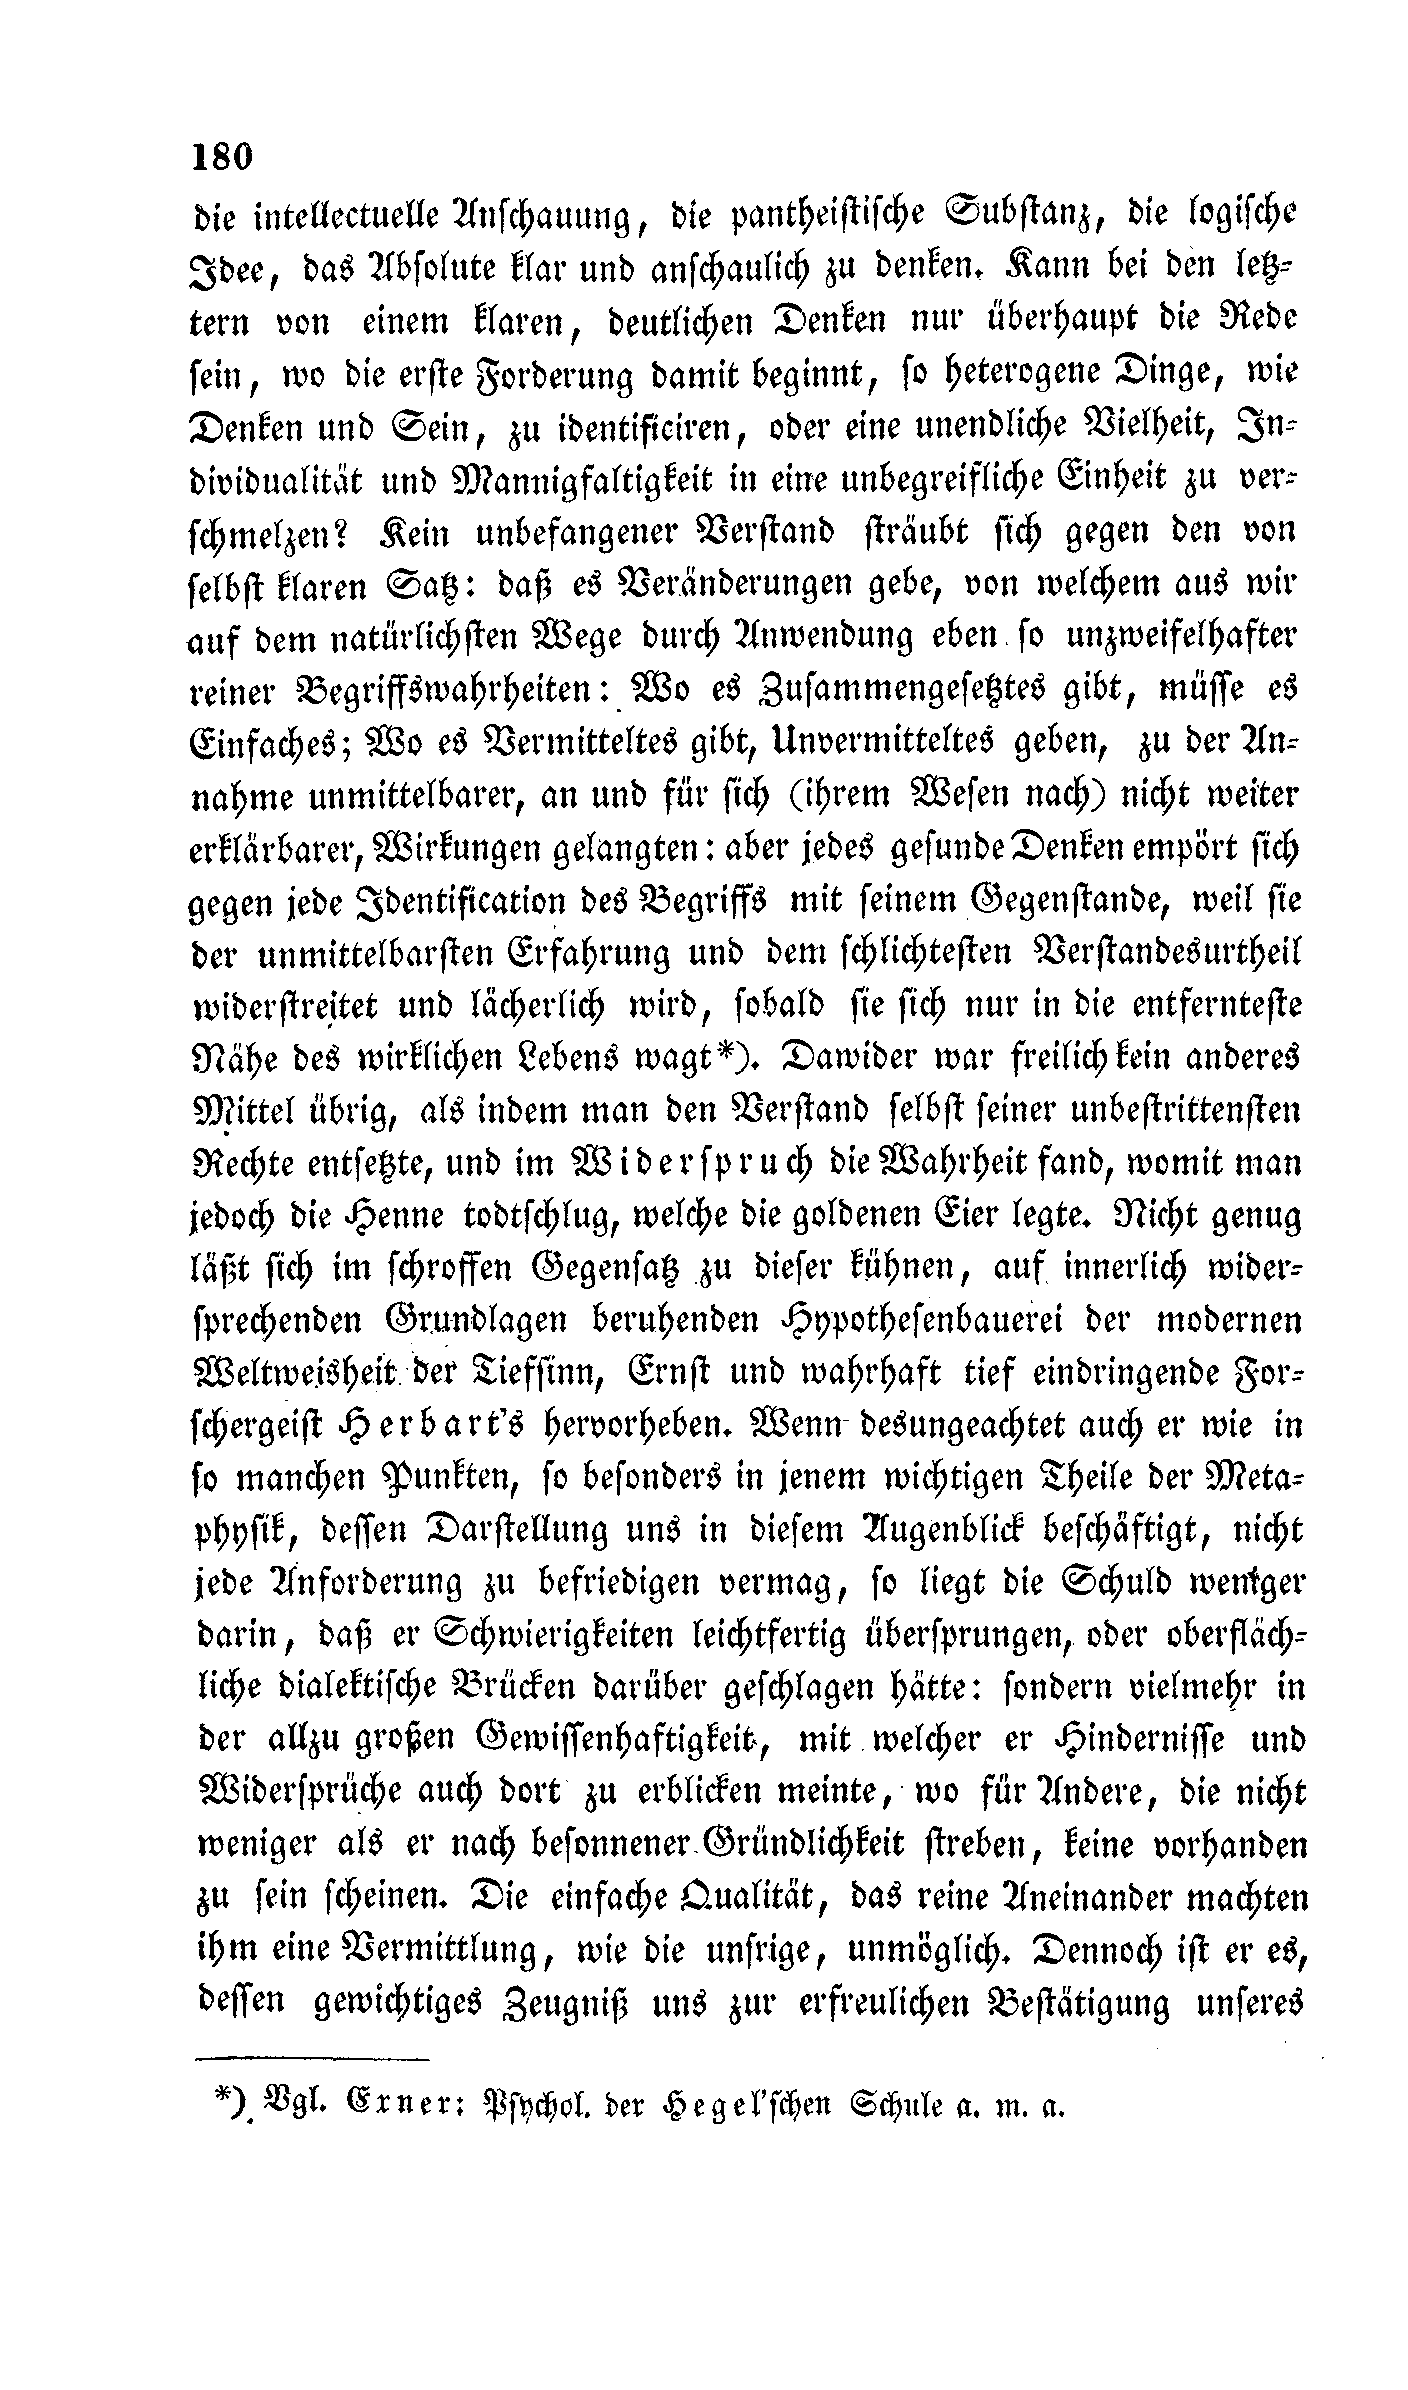 180
die intellectuelle Anschauung, die pantheistische Substanz, die logische
Idee, das Absolute klar und anschaulich zu denken. Kann bei den letz-
tern von einem klaren, deutlichen Denken nur überhaupt die Rede
sein, wo die erste Forderung damit beginnt, so heterogene Dinge, wie
Denken und Sein, zu identificiren, oder eine unendliche Vielheit, In-
dividualität und Mannigfaltigkeit in eine unbegreifliche Einheit zu ver-
schmelzen? Kein unbefangener Verstand sträubt sich gegen den von
selbst klaren Satz: daß es Veränderungen gebe, von welchem aus wir
auf dem natürlichsten Wege durch Anwendung eben so unzweifelhafter
reiner Begriffswahrheiten: Wo es Zusammengesetztes gibt, müsse es
Einfaches; Wo es Vermitteltes gibt, Unvermitteltes geben, zu der An-
nahme unmittelbarer, an und für sich (ihrem Wesen nach) nicht weiter
erklärbarer, Wirkungen gelangten: aber jedes gesunde Denken empört sich
gegen jede Identification des Begriffs mit seinem Gegenstande, weil sie
der unmittelbarsten Erfahrung und dem schlichtesten Verstandesurtheil
widerstreitet und lächerlich wird, sobald sie sich nur in die entfernteste
Nähe des wirklichen Lebens wagt*). Dawider war freilich kein anderes
Mittel übrig, als indem man den Verstand selbst seiner unbestrittensten
Rechte entsetzte, und im Widerspruch die Wahrheit fand, womit man
jedoch die Henne todtschlug, welche die goldenen Eier legte. Nicht genug
läßt sich im schroffen Gegensatz zu dieser kühnen, auf innerlich wider-
sprechenden Grundlagen beruhenden Hypothesenbauerei der modernen
Weltweisheit der Tiefsinn, Ernst und wahrhaft tief eindringende For-
schergeist Herbart's hervorheben. Wenn desungeachtet auch er wie in
so manchen Punkten, so besonders in jenem wichtigen Theile der Meta-
physik, dessen Darstellung uns in diesem Augenblick beschäftigt, nicht
jede Anforderung zu befriedigen vermag, so liegt die Schuld weniger
darin, daß er Schwierigkeiten leichtfertig übersprungen, oder oberfläch-
liche dialektische Brücken darüber geschlagen hätte: sondern vielmehr in
der allzu großen Gewissenhaftigkeit, mit welcher er Hindernisse und
Widersprüche auch dort zu erblicken meinte, wo für Andere, die nicht
weniger als er nach besonnener Gründlichkeit streben, keine vorhanden
zu sein scheinen. Die einfache Qualität, das reine Aneinander machten
ihm eine Vermittlung, wie die unsrige, unmöglich. Dennoch ist er es,
dessen gewichtiges Zeugniß uns zur erfreulichen Bestätigung unseres
*) Vgl. Exner: Psychol. der Hegel'schen Schule a. m. a.